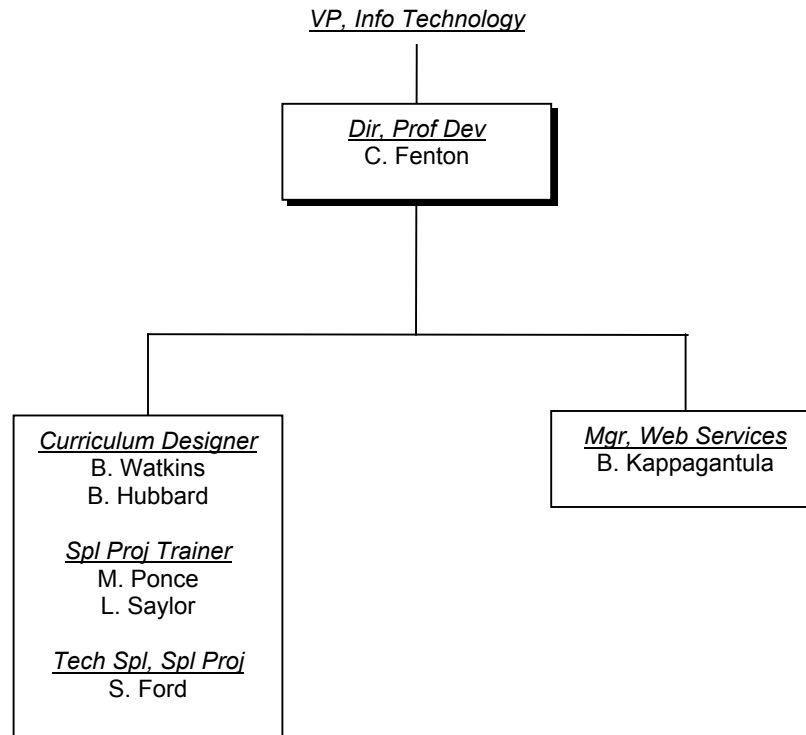 VP, Info Technology
Dir, Prof Dev
C. Fenton
Curriculum Designer
B. Watkins
B. Hubbard
Spl Proj Trainer
M. Ponce
L. Saylor
Tech Spl, Spl Proj
S. Ford
Mgr, Web Services
B. Kappagantula